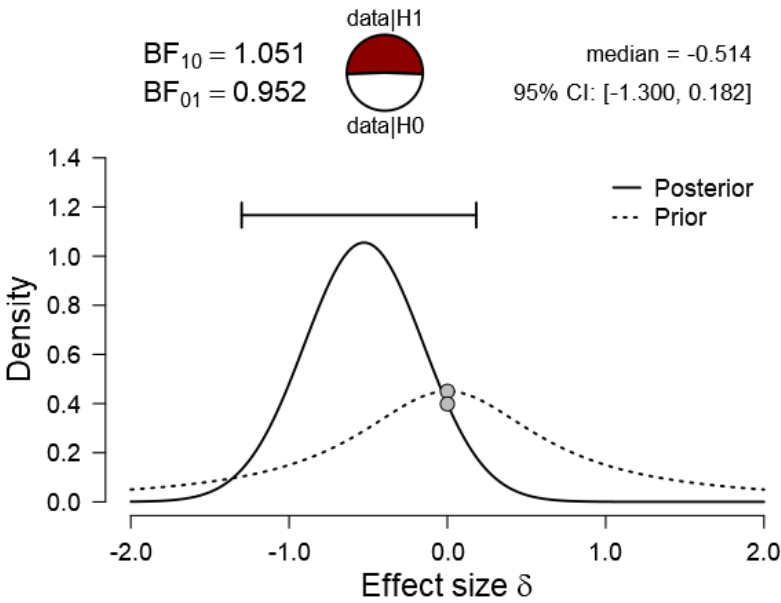 data|H1
BF10 = 1.051
BF01 = 0.952
data|H0
median = -0.514
95% CI: [-1.300, 0.182]
Posterior
Prior
Density
1.4
1.2
1.0
0.8
0.6
0.4
0.2
0.0
-2.0 -1.0 0.0 1.0 2.0
Effect size δ